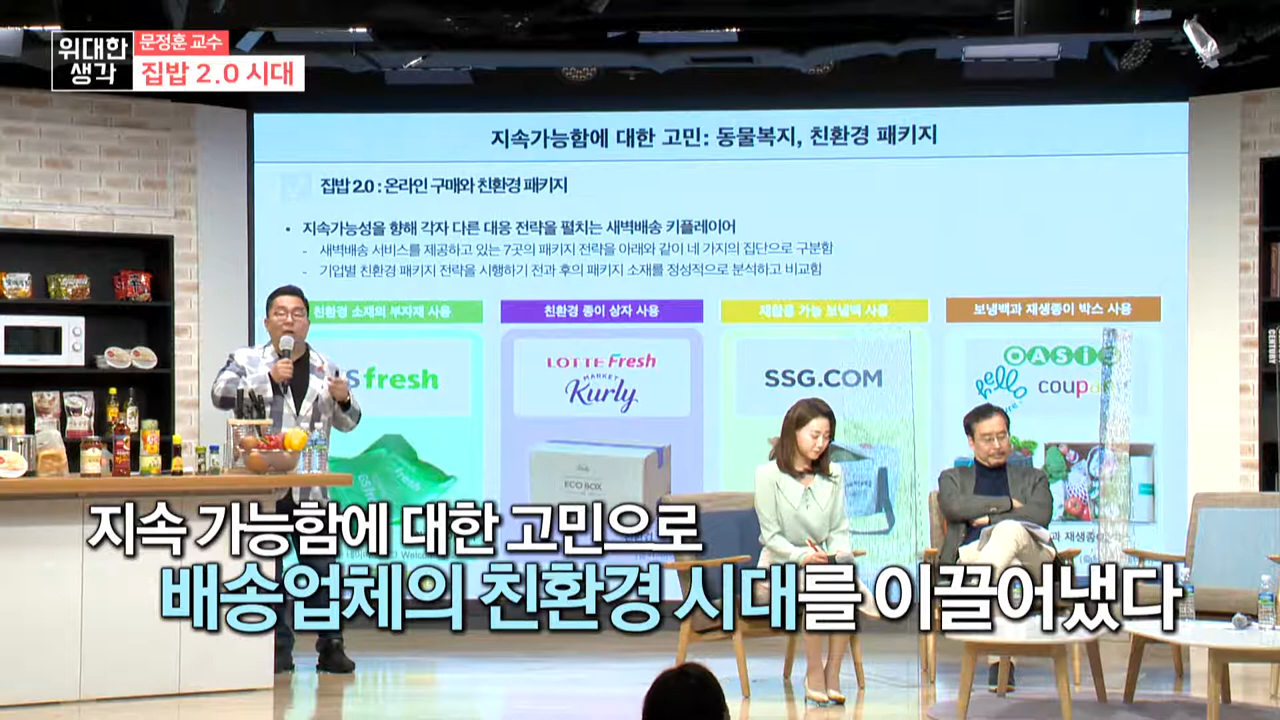 위대한
생각
문정훈 교수
집밥 2.0 시대
지속가능함에 대한 고민: 동물복지, 친환경 패키지
집밥 2.0 : 온라인 구매와 친환경 패키지
• 지속가능성을 향해 각자 다른 대응 전략을 펼치는 새벽배송 키플레이어
- 새벽배송 서비스를 제공하고 있는 7곳의 패키지 전략을 아래와 같이 네 가지의 집단으로 구분함
- 기업별 친환경 패키지 전략을 시행하기 전과 후의 패키지 소재를 정성적으로 분석하고 비교함
친환경 소재의 부자재 사용
친환경 종이 상자 사용
재활용 가능 보냉백 사용
보냉백과 재생종이 박스 사용
fresh
LOTTE Fresh
MARKET
Kurly
SSG.COM
OASIS
hello
coupa
ECO BOX
지속 가능함에 대한 고민으로
배송업체의 친환경 시대를 이끌어냈다